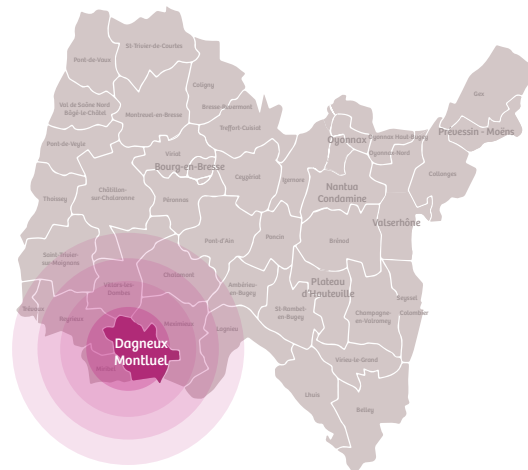 St-Trivier-de-Courtes
Pont-de-Vaux
Coligny
Gex
Val de Saône Nord
Bâgé-le-Châtel
Montrevel-en-Bresse
Bresse-Revermont
Treffort-Cuisiat
Oyonnax
Oyonnax Haut-Bugey
Prévessin - Moëns
Pont-de-Veyle
Viriat
Oyonnax-Nord
Bourg-en-Bresse
Ceyzériat
Izernore
Collonges
Thoissey
Châtillon
sur-Chalaronne
Péronnas
Nantua
Condamine
Valserhône
Pont d'Ain
Poncin
Brénod
Saint-Trivier
sur-Moignans
Chalamont
Villars-les
Dombes
Ambérieu-
en-Bugey
Plateau
d'Hauteville
Seyssel
Trévoux
Reyrieux
Meximieux
Lagnieu
St-Rambert-
en-Bugey
Champagne-
en-Valromey
Culoz
Dagneux
Montluel
Miribel
Virieu-le-Grand
Lhuis
Belley